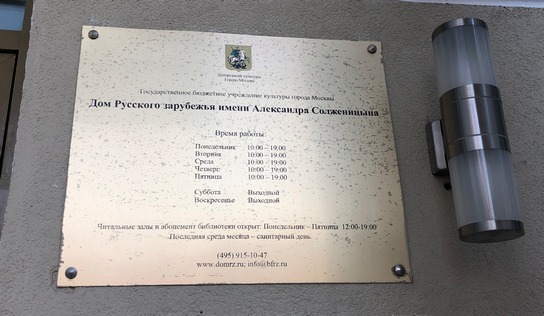 Департамент культуры
Города Москвы
Государственное бюджетное учреждение культуры города Москвы
Дом Русского зарубежья имени Александра Солженицына
Время работы:
Понедельник 10:00 – 19:00
Вторник 10:00 – 19:00
Среда 10:00 – 19:00
Четверг 10:00 – 19:00
Пятница 10:00 – 19:00
Суббота Выходной
Воскресенье Выходной
Читальные залы и абонемент библиотеки открыт: Понедельник – Пятница 12:00-19:00
Последняя среда месяца – санитарный день.
(495) 915-10-47
www.domrz.ru; info@bfrz.ru